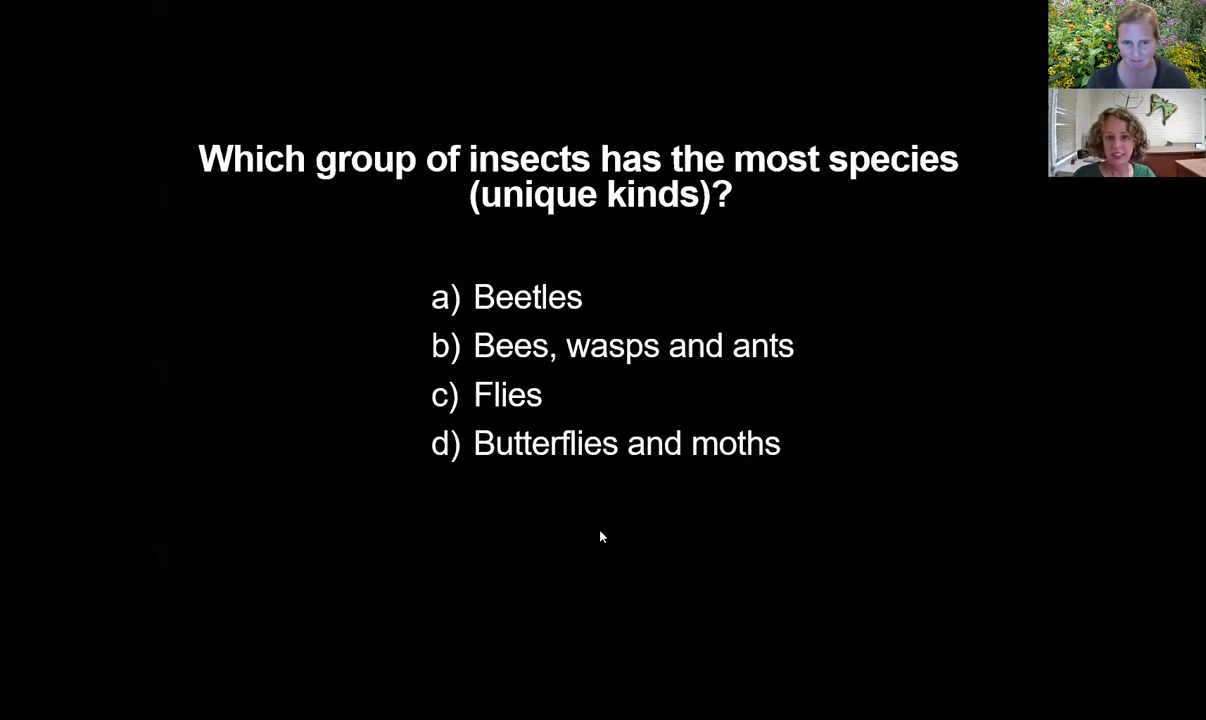 Which group of insects has the most species
(unique kinds)?
a) Beetles
b) Bees, wasps and ants
c) Flies
d) Butterflies and moths